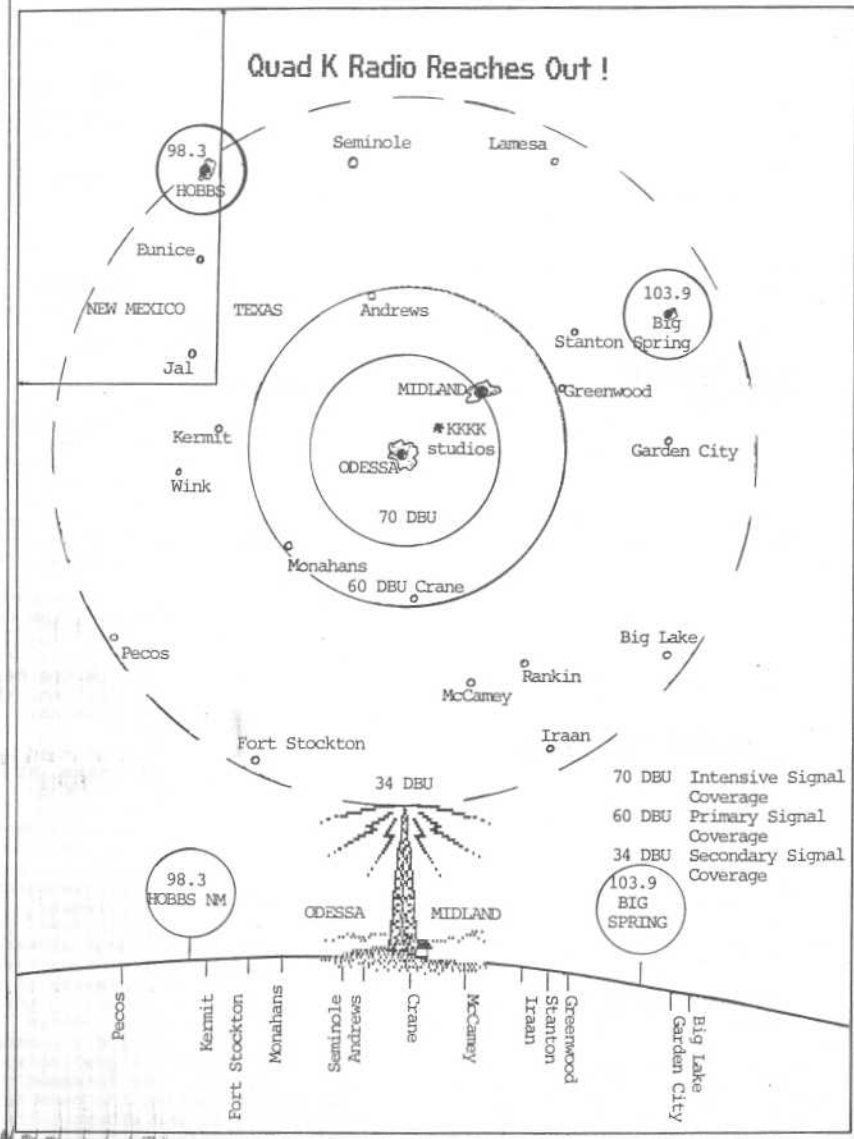 Quad K Radio Reaches Out !
Seminole
Lamesa
98.3
HOBBS
Eunice
NEW MEXICO
TEXAS
Andrews
103.9
Big
Spring
Stanton
Jal
MIDLAND
Greenwood
Kermit
KKKK
studios
Garden City
ODESSA
Wink
70 DBU
Monahans
60 DBU
Crane
Pecos
Big Lake
Rankin
McCamey
Fort Stockton
Iraan
34 DBU
70 DBU Intensive Signal
Coverage
60 DBU Primary Signal
Coverage
34 DBU Secondary Signal
Coverage
98.3
HOBBS NM
ODESSA
MIDLAND
103.9
BIG
SPRING
Pecos
Kermit
Fort Stockton
Monahans
Seminole
Andrews
Crane
McCamey
Iraan
Stanton
Greenwood
Garden City
Big Lake